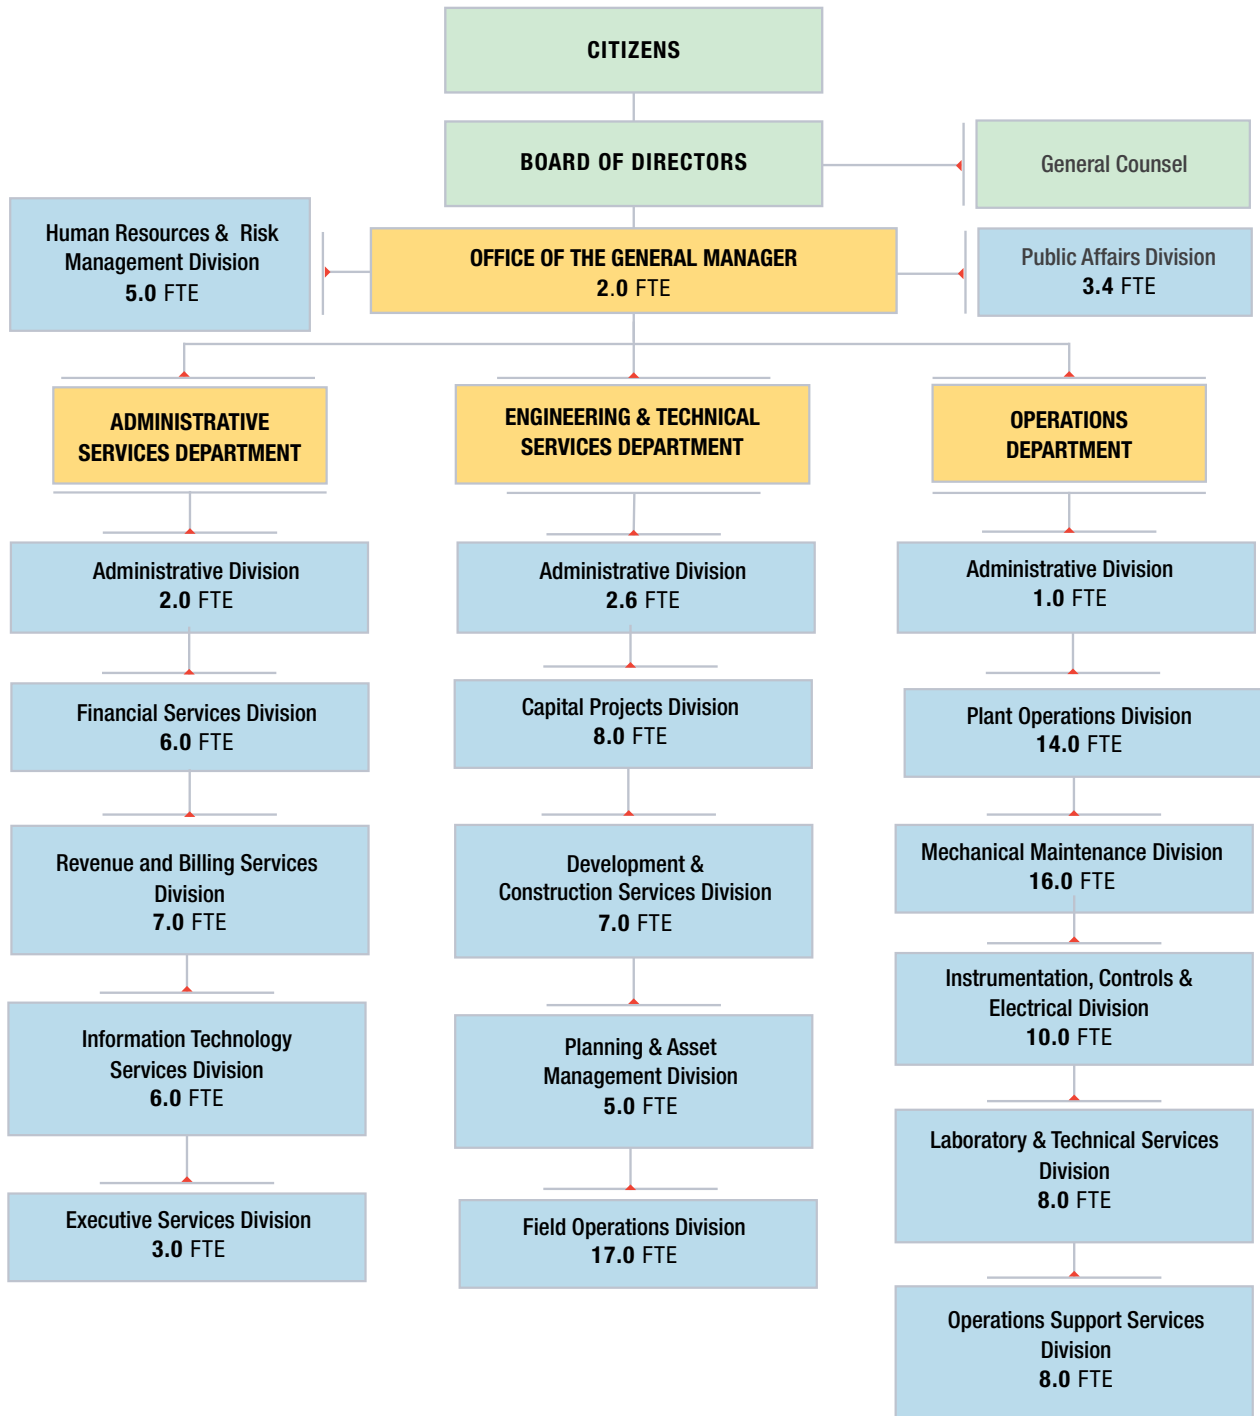 CITIZENS
BOARD OF DIRECTORS
General Counsel
Human Resources & Risk
Management Division
5.0 FTE
OFFICE OF THE GENERAL MANAGER
2.0 FTE
Public Affairs Division
3.4 FTE
ADMINISTRATIVE
SERVICES DEPARTMENT
Administrative Division
2.0 FTE
Financial Services Division
6.0 FTE
Revenue and Billing Services
Division
7.0 FTE
Information Technology
Services Division
6.0 FTE
Executive Services Division
3.0 FTE
ENGINEERING & TECHNICAL
SERVICES DEPARTMENT
Administrative Division
2.6 FTE
Capital Projects Division
8.0 FTE
Development &
Construction Services Division
7.0 FTE
Planning & Asset
Management Division
5.0 FTE
Field Operations Division
17.0 FTE
OPERATIONS
DEPARTMENT
Administrative Division
1.0 FTE
Plant Operations Division
14.0 FTE
Mechanical Maintenance Division
16.0 FTE
Instrumentation, Controls &
Electrical Division
10.0 FTE
Laboratory & Technical Services
Division
8.0 FTE
Operations Support Services
Division
8.0 FTE